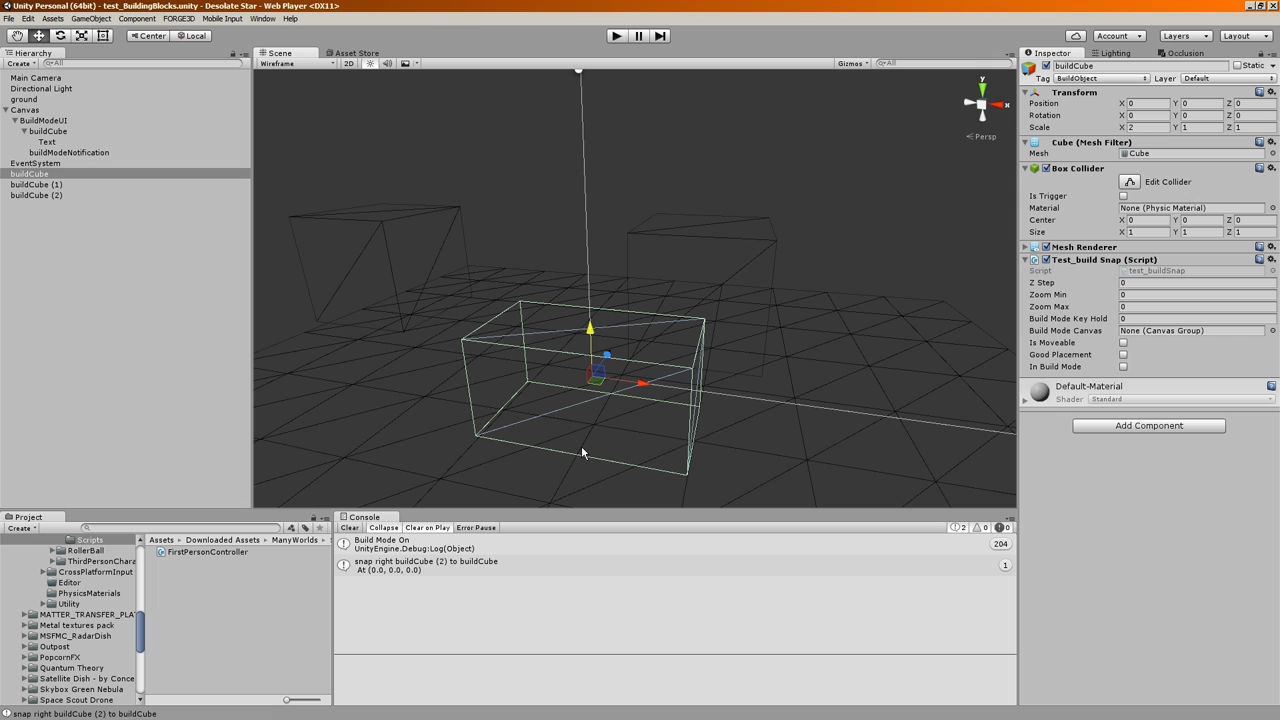 Unity Personal (64bit) - test_BuildingBlocks.unity - Desolate Star - Web Player <DX11>
File Edit Assets GameObject Component FORGE3D Mobile Input Window Help
Center Local Account Layers Layout
Hierarchy
Create All
Main Camera
Directional Light
ground
Canvas
BuildModeUI
buildCube
Text
buildModeNotification
EventSystem
buildCube
buildCube (1)
buildCube (2)
Scene Asset Store
Wireframe 2D Gizmos All
y
x
Persp
Inspector Lighting Occlusion
buildCube Static
Tag BuildObject Layer Default
Transform
Position X 0 Y 0 Z 0
Rotation X 0 Y 0 Z 0
Scale X 2 Y 1 Z 1
Cube (Mesh Filter)
Mesh Cube
Box Collider
Edit Collider
Is Trigger
Material None (Physic Material)
Center X 0 Y 0 Z 0
Size X 1 Y 1 Z 1
Mesh Renderer
Test_build Snap (Script)
Script test_buildSnap
Z Step 0
Zoom Min 0
Zoom Max 0
Build Mode Key Hold 0
Build Mode Canvas None (Canvas Group)
Is Moveable
Good Placement
In Build Mode
Default-Material
Shader Standard
Add Component
Project
Create
Scripts
RollerBall
ThirdPersonChara
CrossPlatformInput
Editor
PhysicsMaterials
Utility
MATTER_TRANSFER_PLA
Metal textures pack
MSFMC_RadarDish
Outpost
PopcornFX
Quantum Theory
Satellite Dish - by Conce
Skybox Green Nebula
Space Scout Drone
Assets Downloaded Assets ManyWorlds
FirstPersonController
Console
Clear Collapse Clear on Play Error Pause 2 0 0
Build Mode On
UnityEngine.Debug:Log(Object)
204
snap right buildCube (2) to buildCube
At (0.0, 0.0, 0.0)
1
snap right buildCube (2) to buildCube